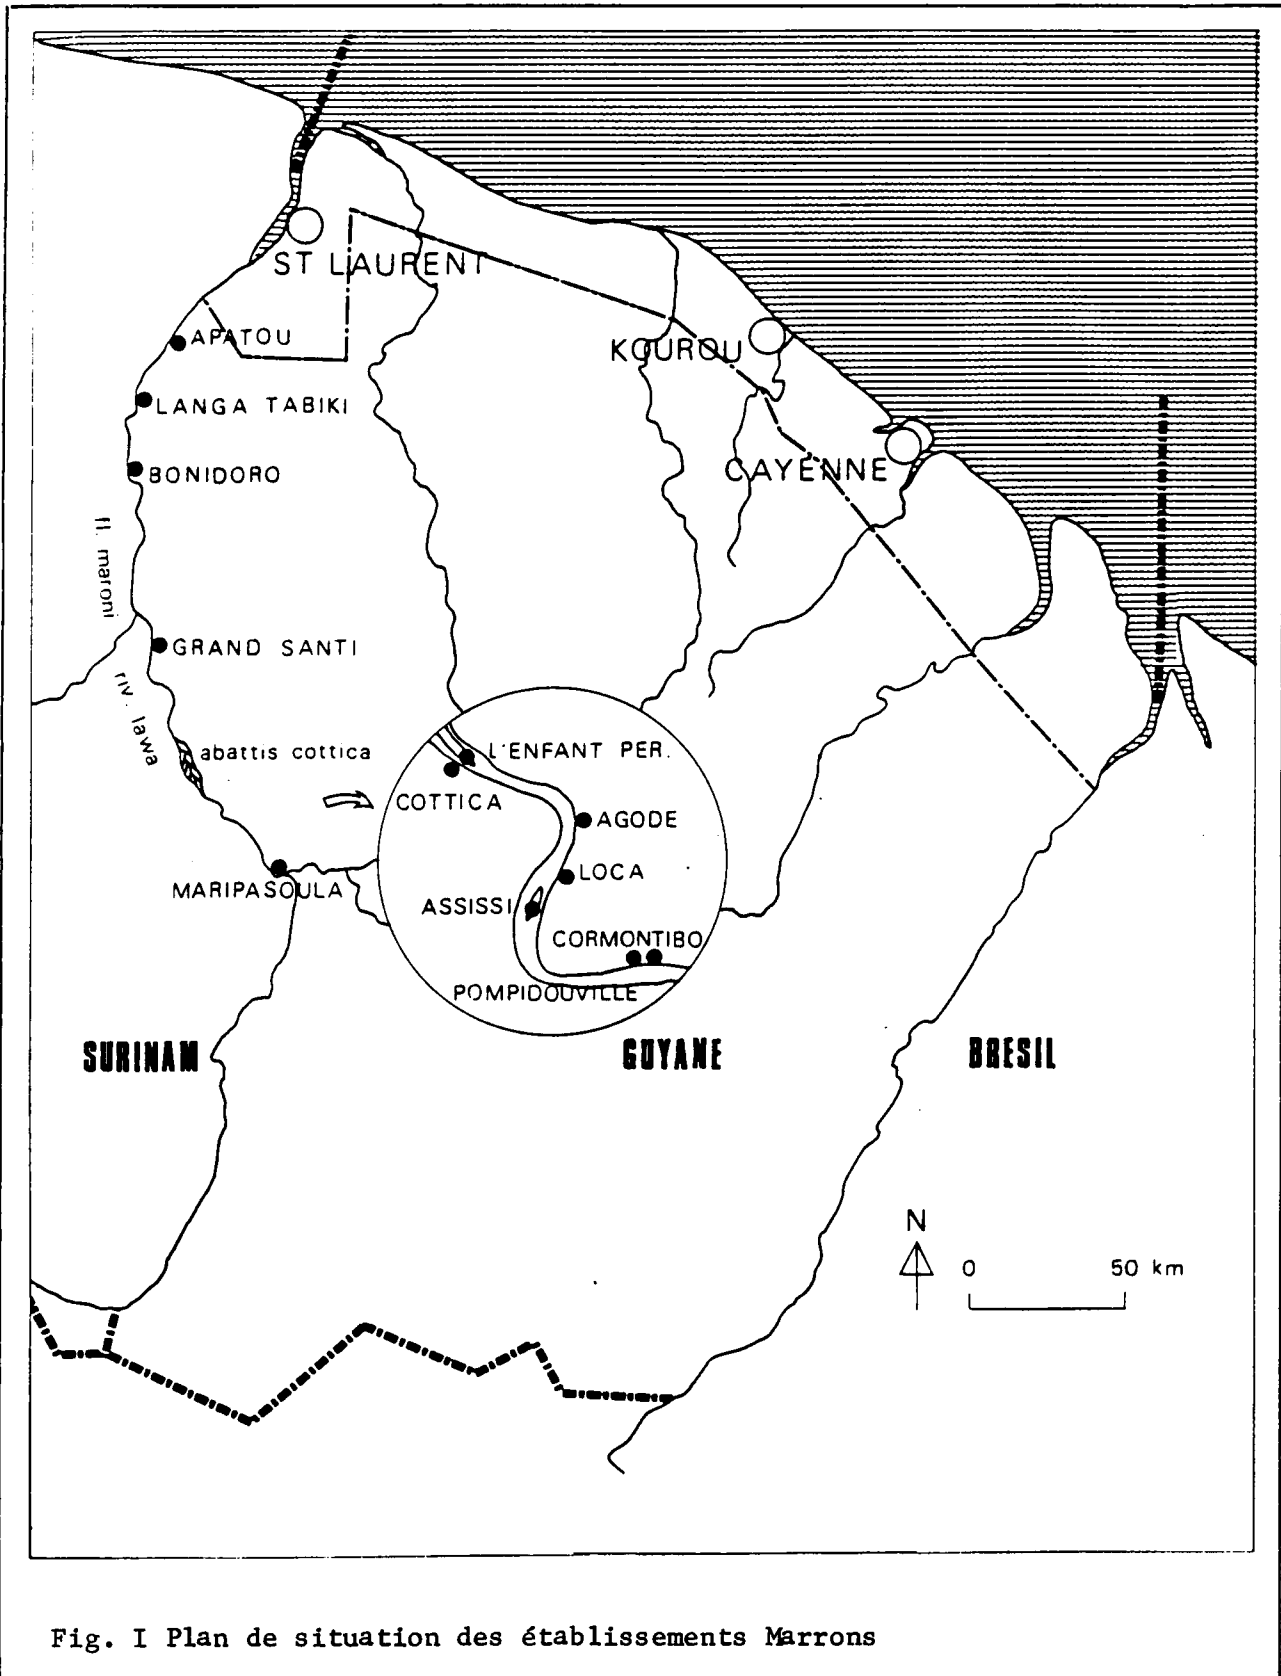 ST LAURENT
APATOU
KOUROU
LANGA TABIKI
CAYENNE
BONIDORO
fl. maroni
GRAND SANTI
riv. lawa
abattis cottica
L'ENFANT PER.
COTTICA
AGODE
LOCA
MARIPASOULA
ASSISSI
CORMONTIBO
POMPIDOUVILLE
SURINAM
GUYANE
BRESIL
N
0 50 km
Fig. I Plan de situation des établissements Marrons